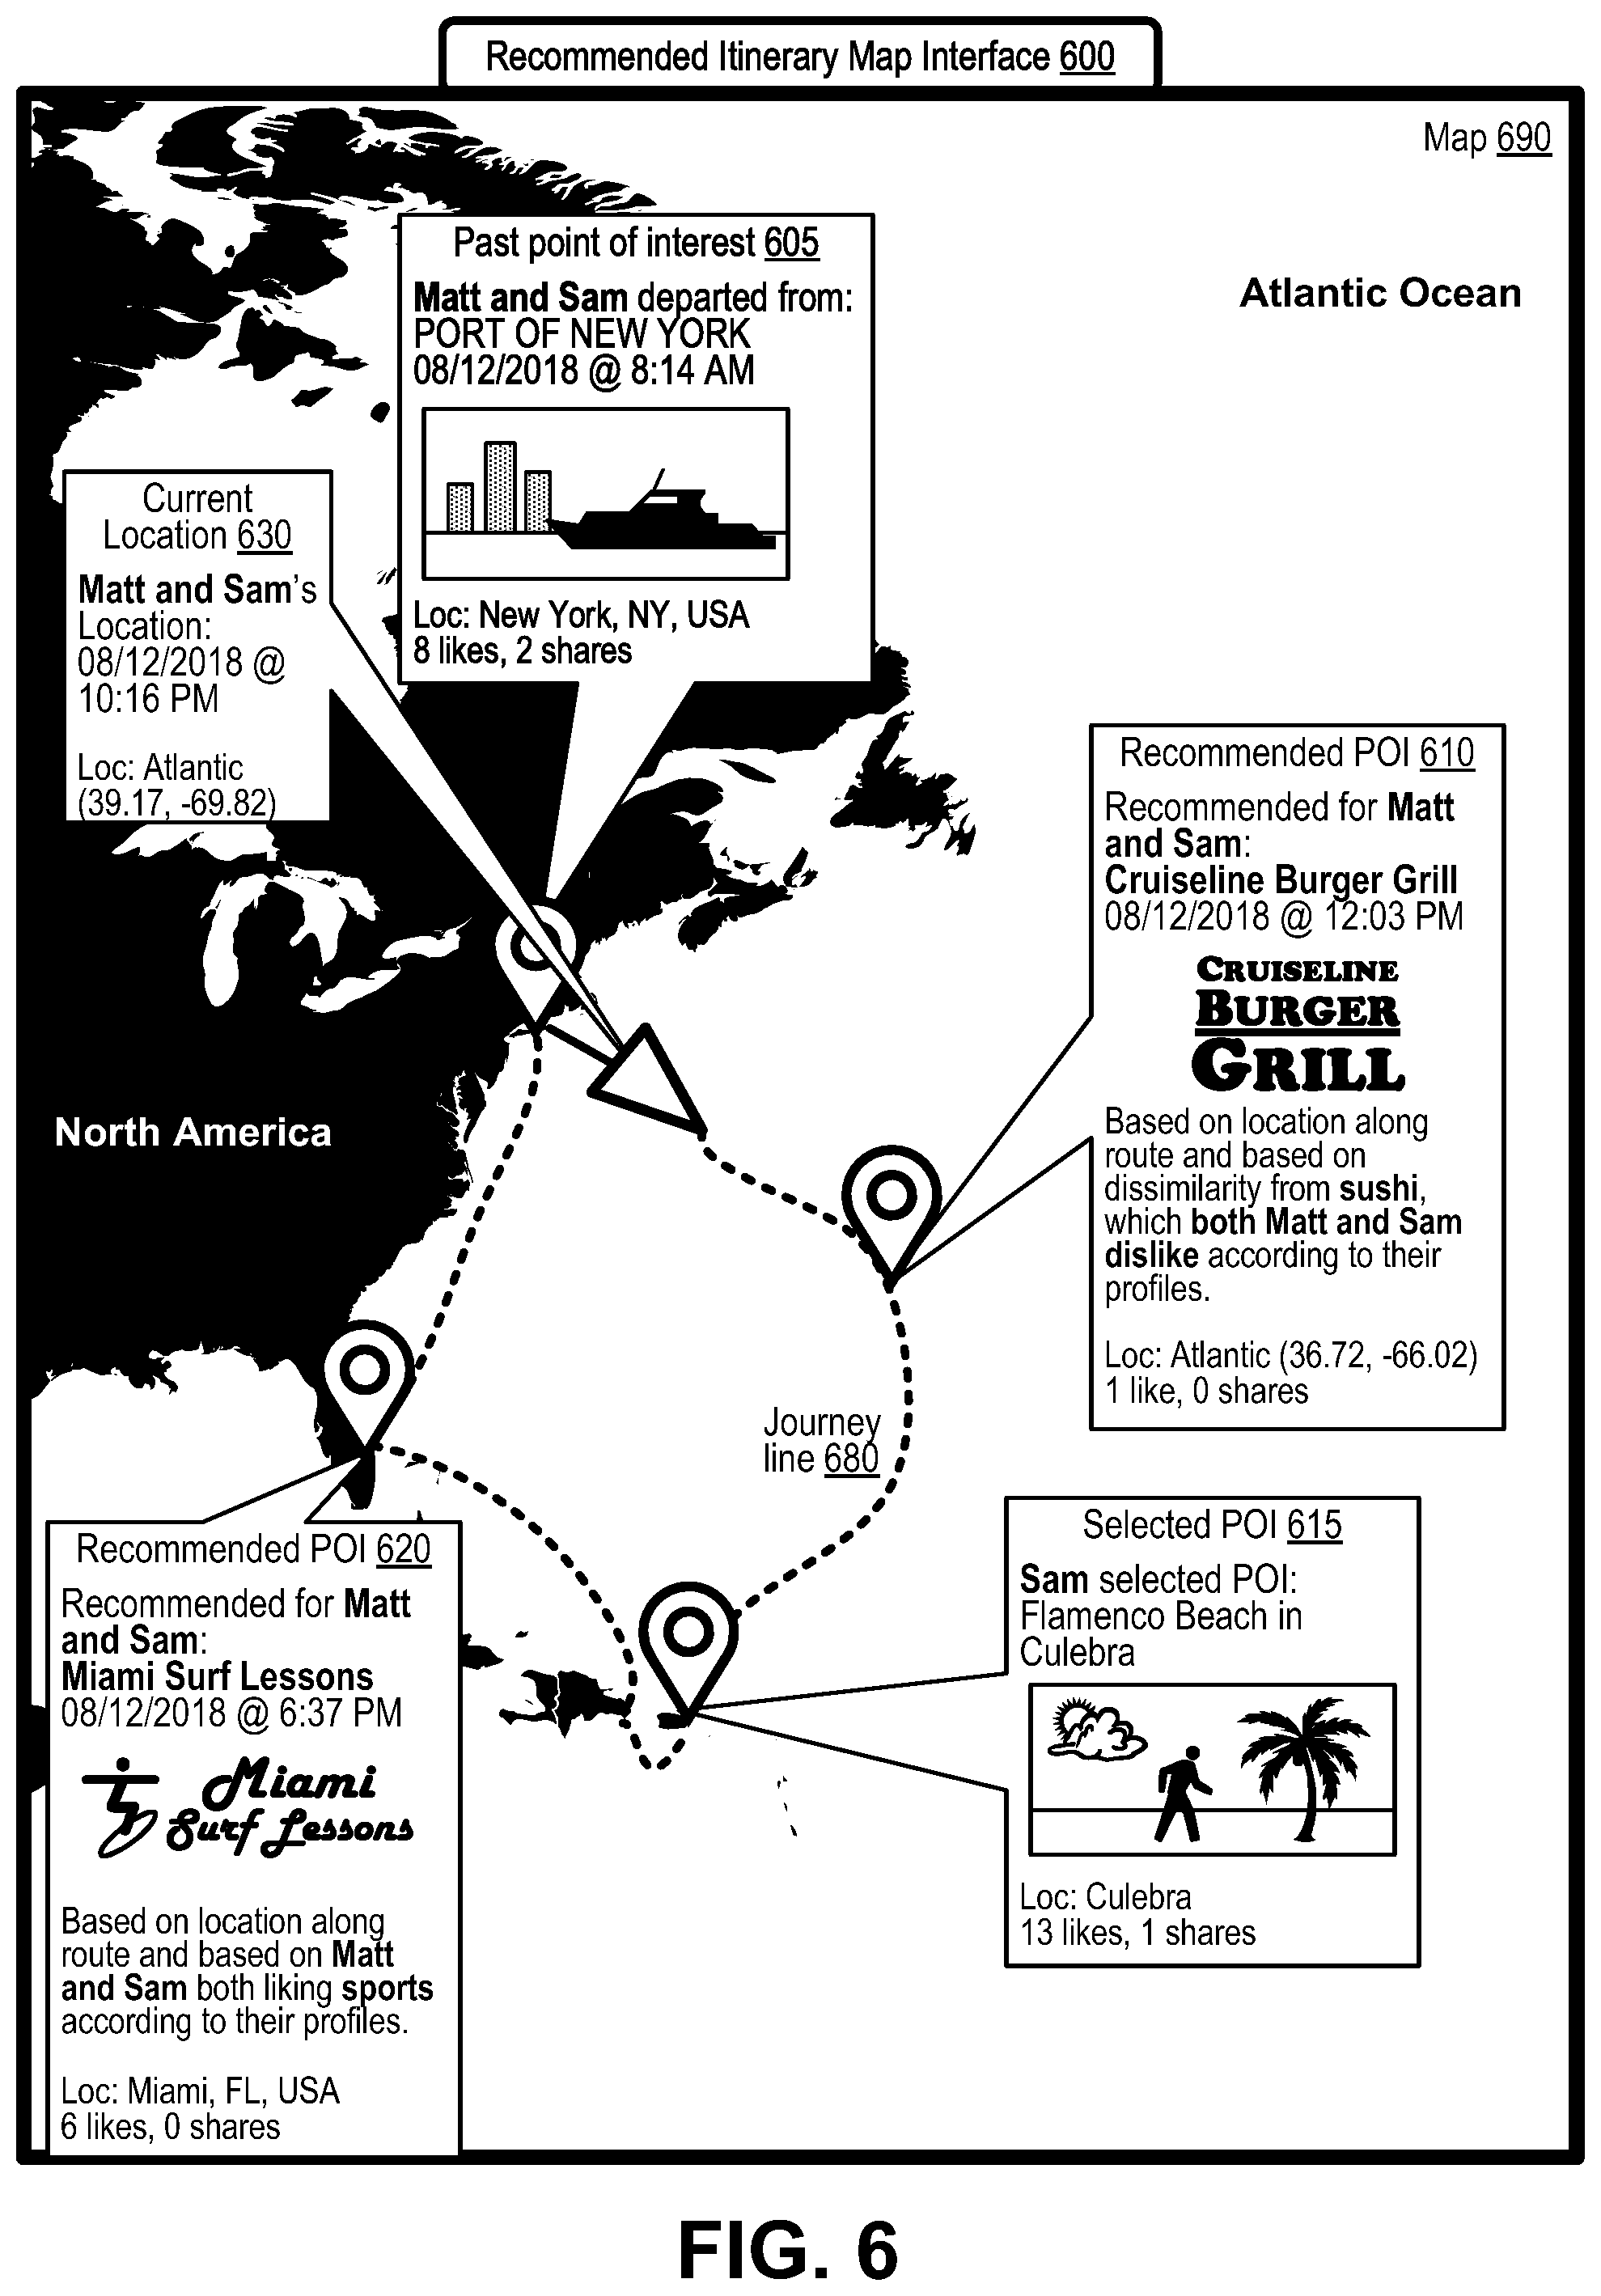 Recommended Itinerary Map Interface 600
Map 690
Atlantic Ocean
Past point of interest 605
Matt and Sam departed from:
PORT OF NEW YORK
08/12/2018 @ 8:14 AM
Loc: New York, NY, USA
8 likes, 2 shares
Current
Location 630
Matt and Sam's
Location:
08/12/2018 @
10:16 PM
Loc: Atlantic
(39.17, -69.82)
Recommended POI 610
Recommended for Matt
and Sam:
Cruiseline Burger Grill
08/12/2018 @ 12:03 PM
CRUISELINE
BURGER
GRILL
Based on location along
route and based on
dissimilarity from sushi,
which both Matt and Sam
dislike according to their
profiles.
Loc: Atlantic (36.72, -66.02)
1 like, 0 shares
North America
Journey
line 680
Selected POI 615
Sam selected POI:
Flamenco Beach in
Culebra
Loc: Culebra
13 likes, 1 shares
Recommended POI 620
Recommended for Matt
and Sam:
Miami Surf Lessons
08/12/2018 @ 6:37 PM
Miami
Surf Lessons
Based on location along
route and based on Matt
and Sam both liking sports
according to their profiles.
Loc: Miami, FL, USA
6 likes, 0 shares
FIG. 6